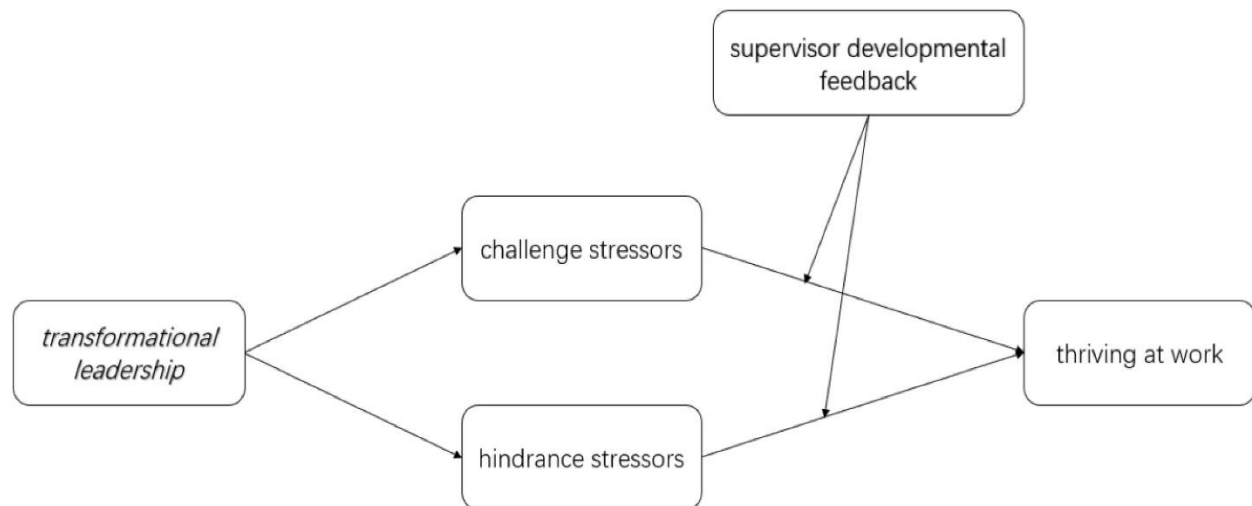 supervisor developmental
feedback
challenge stressors
transformational
leadership
thriving at work
hindrance stressors